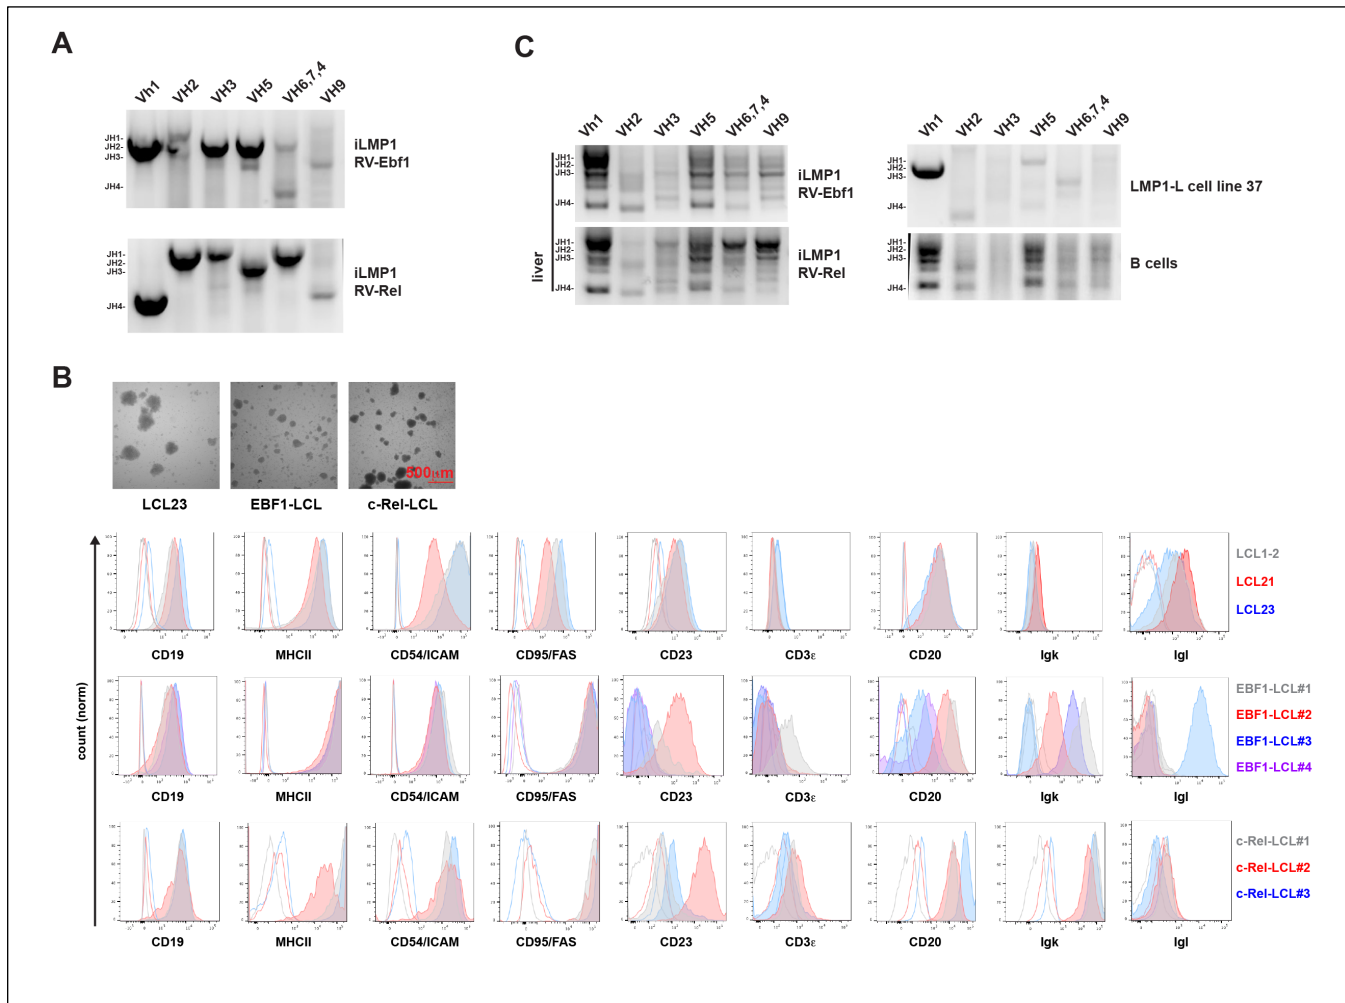 A
Vh1 VH2 VH3 VH5 VH6,7,4 VH9
JH1-
JH2-
JH3-
JH4-
iLMP1
RV-Ebf1
JH1-
JH2-
JH3-
JH4-
iLMP1
RV-Rel
C
Vh1 VH2 VH3 VH5 VH6,7,4 VH9
liver
JH1-
JH2-
JH3-
JH4-
iLMP1
RV-Ebf1
JH1-
JH2-
JH3-
JH4-
iLMP1
RV-Rel
Vh1 VH2 VH3 VH5 VH6,7,4 VH9
JH1-
JH2-
JH3-
JH4-
LMP1-L cell line 37
JH1-
JH2-
JH3-
JH4-
B cells
B
500µm
LCL23 EBF1-LCL c-Rel-LCL
count (norm)
LCL1-2
LCL21
LCL23
CD19 MHCII CD54/ICAM CD95/FAS CD23 CD3ε CD20 Igk Igl
EBF1-LCL#1
EBF1-LCL#2
EBF1-LCL#3
EBF1-LCL#4
CD19 MHCII CD54/ICAM CD95/FAS CD23 CD3ε CD20 Igk Igl
c-Rel-LCL#1
c-Rel-LCL#2
c-Rel-LCL#3
CD19 MHCII CD54/ICAM CD95/FAS CD23 CD3ε CD20 Igk Igl